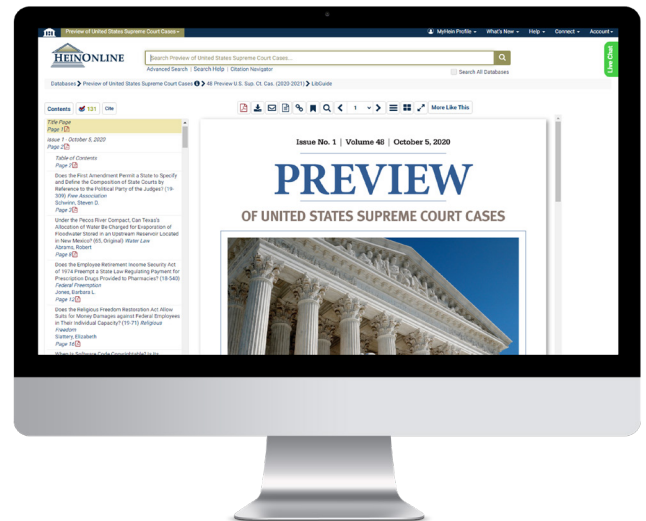 Preview of United States Supreme Court Cases
MyHein Profile
What's New
Help
Connect
Account
HEINONLINE
Search Preview of United States Supreme Court Cases...
Advanced Search | Search Help | Citation Navigator
Search All Databases
Live Chat
Databases > Preview of United States Supreme Court Cases > 48 Preview U.S. Sup. Ct. Cas. (2020-2021) > LibGuide
Contents
131
Cite
1
More Like This
Title Page
Page 1
Issue 1 - October 5, 2020
Page 2
Table of Contents
Page 2
Does the First Amendment Permit a State to Specify
and Define the Composition of State Courts by
Reference to the Political Party of the Judges? (19-
309) Free Association
Schwinn, Steven D.
Page 3
Under the Pecos River Compact, Can Texas's
Allocation of Water Be Charged for Evaporation of
Floodwater Stored in an Upstream Reservoir Located
in New Mexico? (65, Original) Water Law
Abrams, Robert
Page 8
Does the Employee Retirement Income Security Act
of 1974 Preempt a State Law Regulating Payment for
Prescription Drugs Provided to Pharmacies? (18-540)
Federal Preemption
Jones, Barbara L.
Page 12
Does the Religious Freedom Restoration Act Allow
Suits for Money Damages against Federal Employees
in Their Individual Capacity? (19-71) Religious
Freedom
Slattery, Elizabeth
Page 16
When Is Software Code Copyrightable? Is Its
Issue No. 1 | Volume 48 | October 5, 2020
PREVIEW
OF UNITED STATES SUPREME COURT CASES